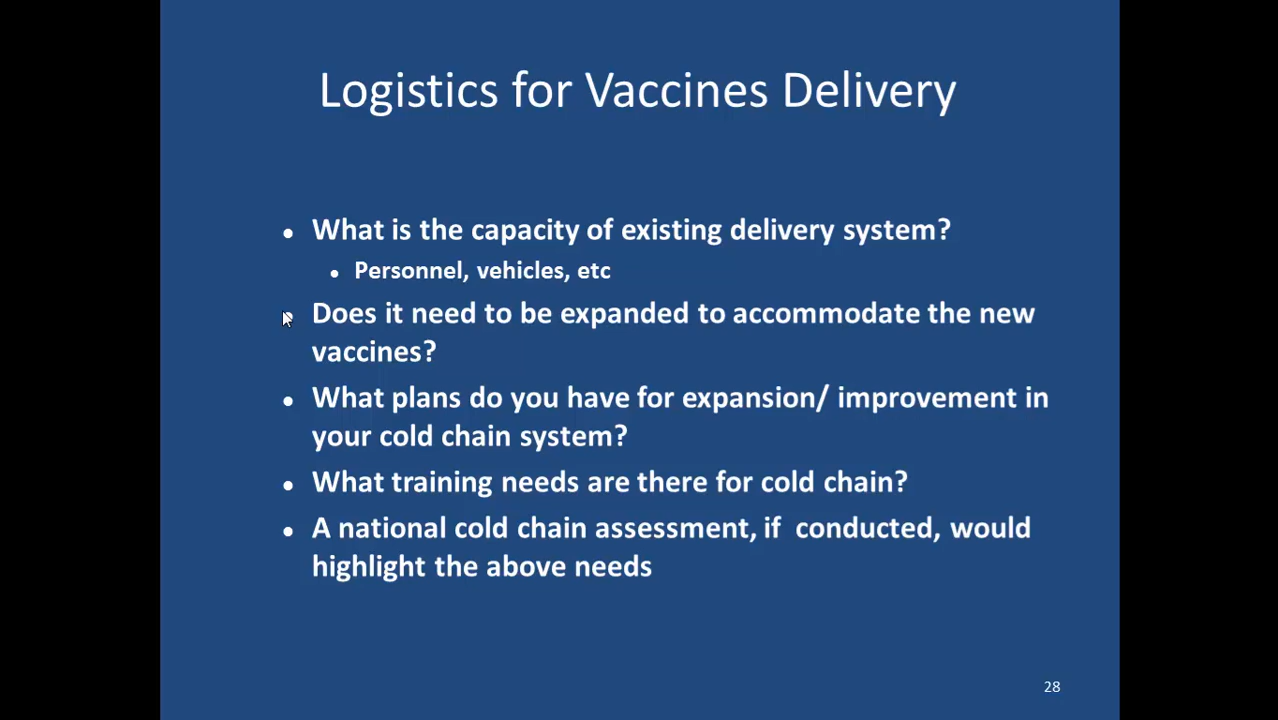 Logistics for Vaccines Delivery
What is the capacity of existing delivery system?
Personnel, vehicles, etc
Does it need to be expanded to accommodate the new
vaccines?
What plans do you have for expansion/ improvement in
your cold chain system?
What training needs are there for cold chain?
A national cold chain assessment, if  conducted, would
highlight the above needs
28